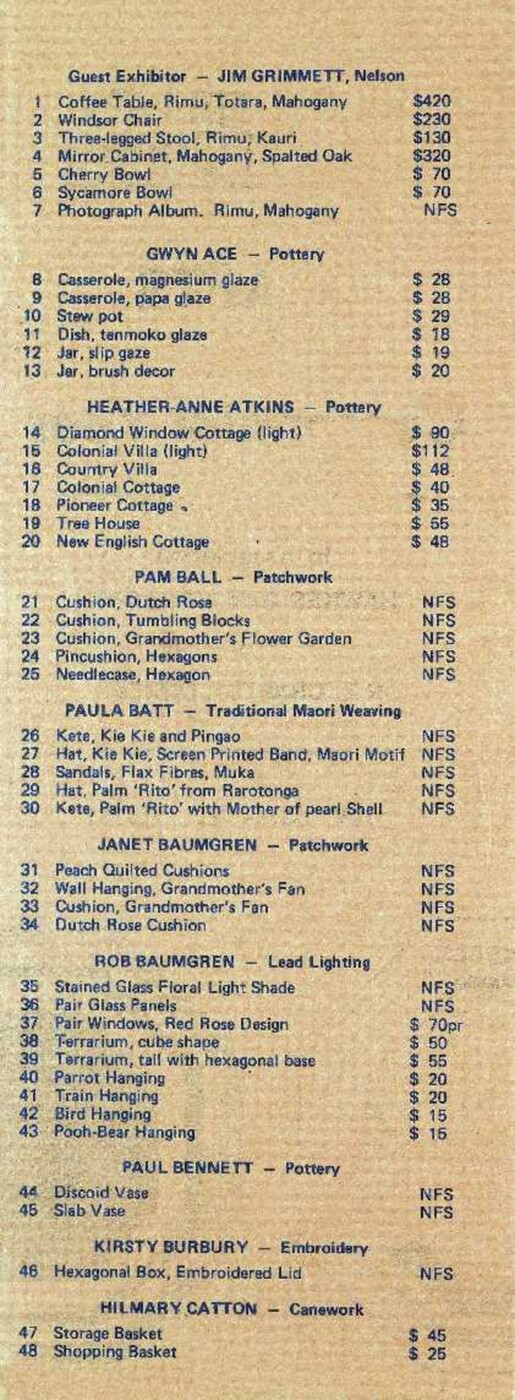 Guest Exhibitor — JIM GRIMMETT, Nelson
1 Coffee Table, Rimu, Totara, Mahogany $420
2 Windsor Chair $230
3 Three-legged Stool, Rimu, Kauri $130
4 Mirror Cabinet, Mahogany, Spalted Oak $320
5 Cherry Bowl $ 70
6 Sycamore Bowl $ 70
7 Photograph Album. Rimu, Mahogany NFS
GWYN ACE — Pottery
8 Casserole, magnesium glaze $ 28
9 Casserole, papa glaze $ 28
10 Stew pot $ 29
11 Dish, tenmoko glaze $ 18
12 Jar, slip gaze $ 19
13 Jar, brush decor $ 20
HEATHER-ANNE ATKINS — Pottery
14 Diamond Window Cottage (light) $ 90
15 Colonial Villa (light) $112
16 Country Villa $ 48
17 Colonial Cottage $ 40
18 Pioneer Cottage $ 35
19 Tree House $ 55
20 New English Cottage $ 48
PAM BALL — Patchwork
21 Cushion, Dutch Rose NFS
22 Cushion, Tumbling Blocks NFS
23 Cushion, Grandmother's Flower Garden NFS
24 Pincushion, Hexagons NFS
25 Needlecase, Hexagon NFS
PAULA BATT — Traditional Maori Weaving
26 Kete, Kie Kie and Pingao NFS
27 Hat, Kie Kie, Screen Printed Band, Maori Motif NFS
28 Sandals, Flax Fibres, Muka NFS
29 Hat, Palm 'Rito' from Rarotonga NFS
30 Kete, Palm 'Rito' with Mother of pearl Shell NFS
JANET BAUMGREN — Patchwork
31 Peach Quilted Cushions NFS
32 Wall Hanging, Grandmother's Fan NFS
33 Cushion, Grandmother's Fan NFS
34 Dutch Rose Cushion NFS
ROB BAUMGREN — Lead Lighting
35 Stained Glass Floral Light Shade NFS
36 Pair Glass Panels NFS
37 Pair Windows, Red Rose Design $ 70pr
38 Terrarium, cube shape $ 50
39 Terrarium, tall with hexagonal base $ 55
40 Parrot Hanging $ 20
41 Train Hanging $ 20
42 Bird Hanging $ 15
43 Pooh-Bear Hanging $ 15
PAUL BENNETT — Pottery
44 Discoid Vase NFS
45 Slab Vase NFS
KIRSTY BURBURY — Embroidery
46 Hexagonal Box, Embroidered Lid NFS
HILMARY CATTON — Canework
47 Storage Basket $ 45
48 Shopping Basket $ 25